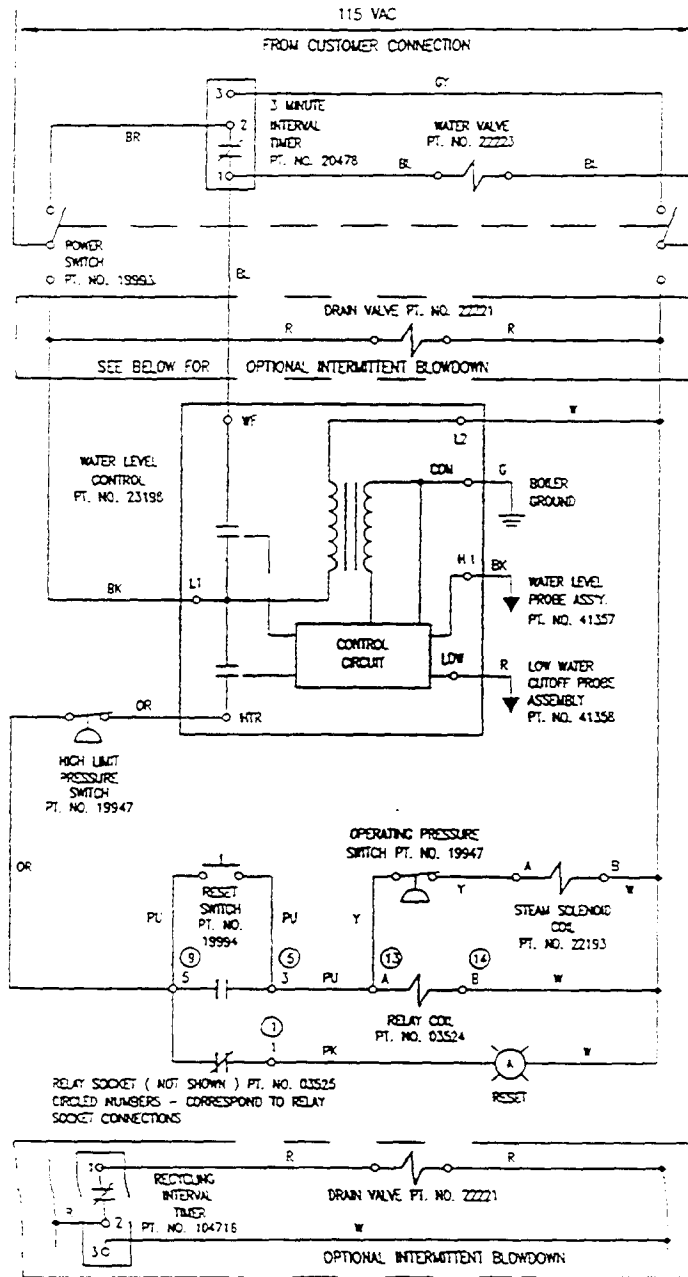 115 VAC
FROM CUSTOMER CONNECTION
GY
3
3 MINUTE
INTERVAL
TIMER
PT. NO. 20478
2
1
BR
WATER VALVE
PT. NO. 22223
BL
BL
POWER
SWITCH
PT. NO. 19993
BL
DRAIN VALVE PT. NO. 22221
R
R
SEE BELOW FOR OPTIONAL INTERMITTENT BLOWDOWN
WF
L2
W
WATER LEVEL
CONTROL
PT. NO. 23198
COM
G
BOILER
GROUND
H1
BK
BK
L1
WATER LEVEL
PROBE ASS'Y.
PT. NO. 41357
CONTROL
CIRCUIT
LOW
R
LOW WATER
CUTOFF PROBE
ASSEMBLY
PT. NO. 41358
OR
HTR
HIGH LIMIT
PRESSURE
SWITCH
PT. NO. 19947
OPERATING PRESSURE
SWITCH PT. NO. 19947
OR
A
B
Y
W
RESET
SWITCH
PT. NO.
19994
PU
PU
Y
STEAM SOLENOID
COIL
PT. NO. 22193
9
5
13
14
5
3
PU
A
B
W
RELAY COIL
PT. NO. 03524
1
1
PK
A
W
RESET
RELAY SOCKET ( NOT SHOWN ) PT. NO. 03525
CIRCLED NUMBERS - CORRESPOND TO RELAY
SOCKET CONNECTIONS
1
R
R
RECYCLING
INTERVAL
TIMER
PT. NO. 104716
DRAIN VALVE PT. NO. 22221
R
2
W
3
OPTIONAL INTERMITTENT BLOWDOWN